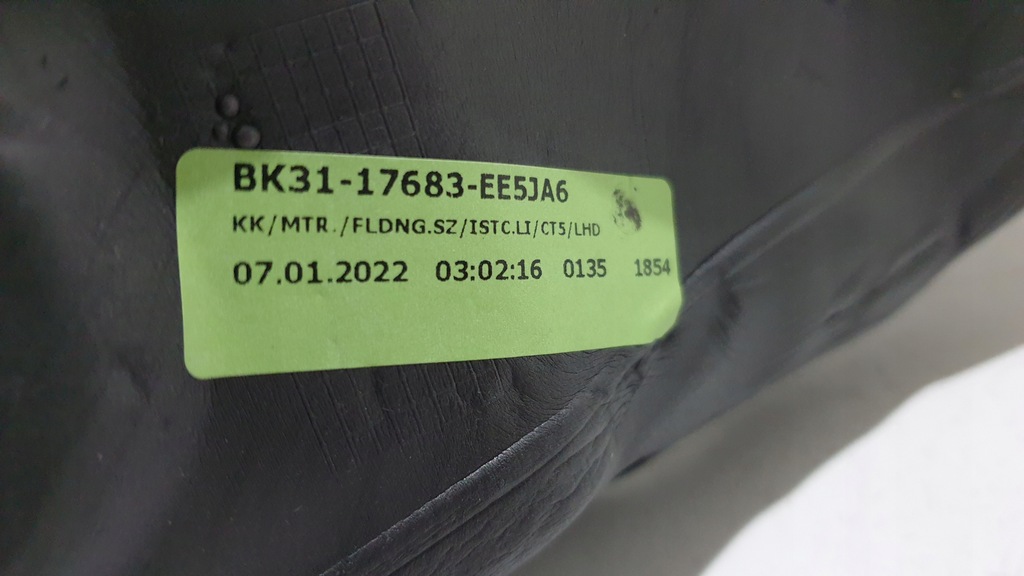 BK31-17683-EE5JA6
KK/MTR./FLDNG.SZ/ISTC.LI/CT5/LHD
07.01.2022 03:02:16 0135 1854